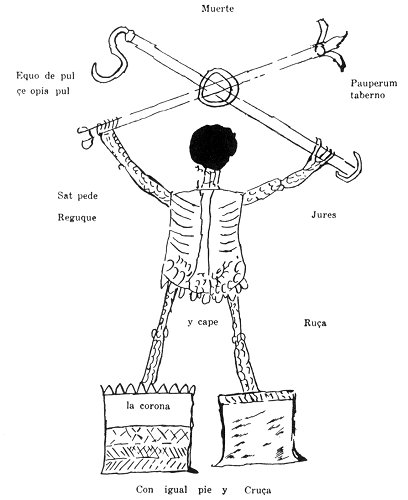 Muerte
Equo de pul
çe opis pul
Pauperum
taberno
Sat pede
Reguque
Jures
y cape
Ruça
la corona
Con igual pie y Cruça